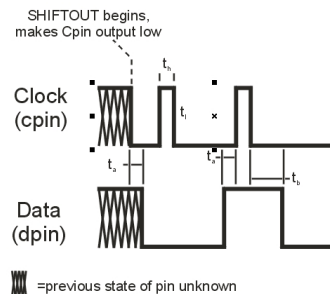 SHIFTOUT begins,
makes Cpin output low
th
Clock
(cpin)
tl
ta
ta
tb
Data
(dpin)
=previous state of pin unknown